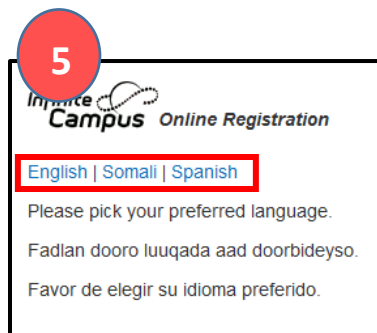 5
Infinite
Campus Online Registration
English | Somali | Spanish
Please pick your preferred language.
Fadlan dooro luuqada aad doorbideyso.
Favor de elegir su idioma preferido.